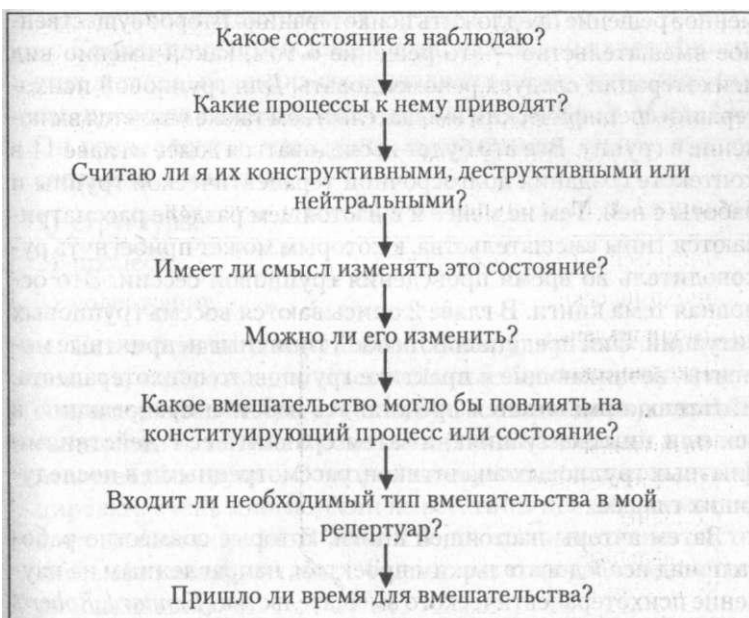 Какое состояние я наблюдаю?
Какие процессы к нему приводят?
Считаю ли я их конструктивными, деструктивными или
нейтральными?
Имеет ли смысл изменять это состояние?
Можно ли его изменить?
Какое вмешательство могло бы повлиять на
конституирующий процесс или состояние?
Входит ли необходимый тип вмешательства в мой
репертуар?
Пришло ли время для вмешательства?